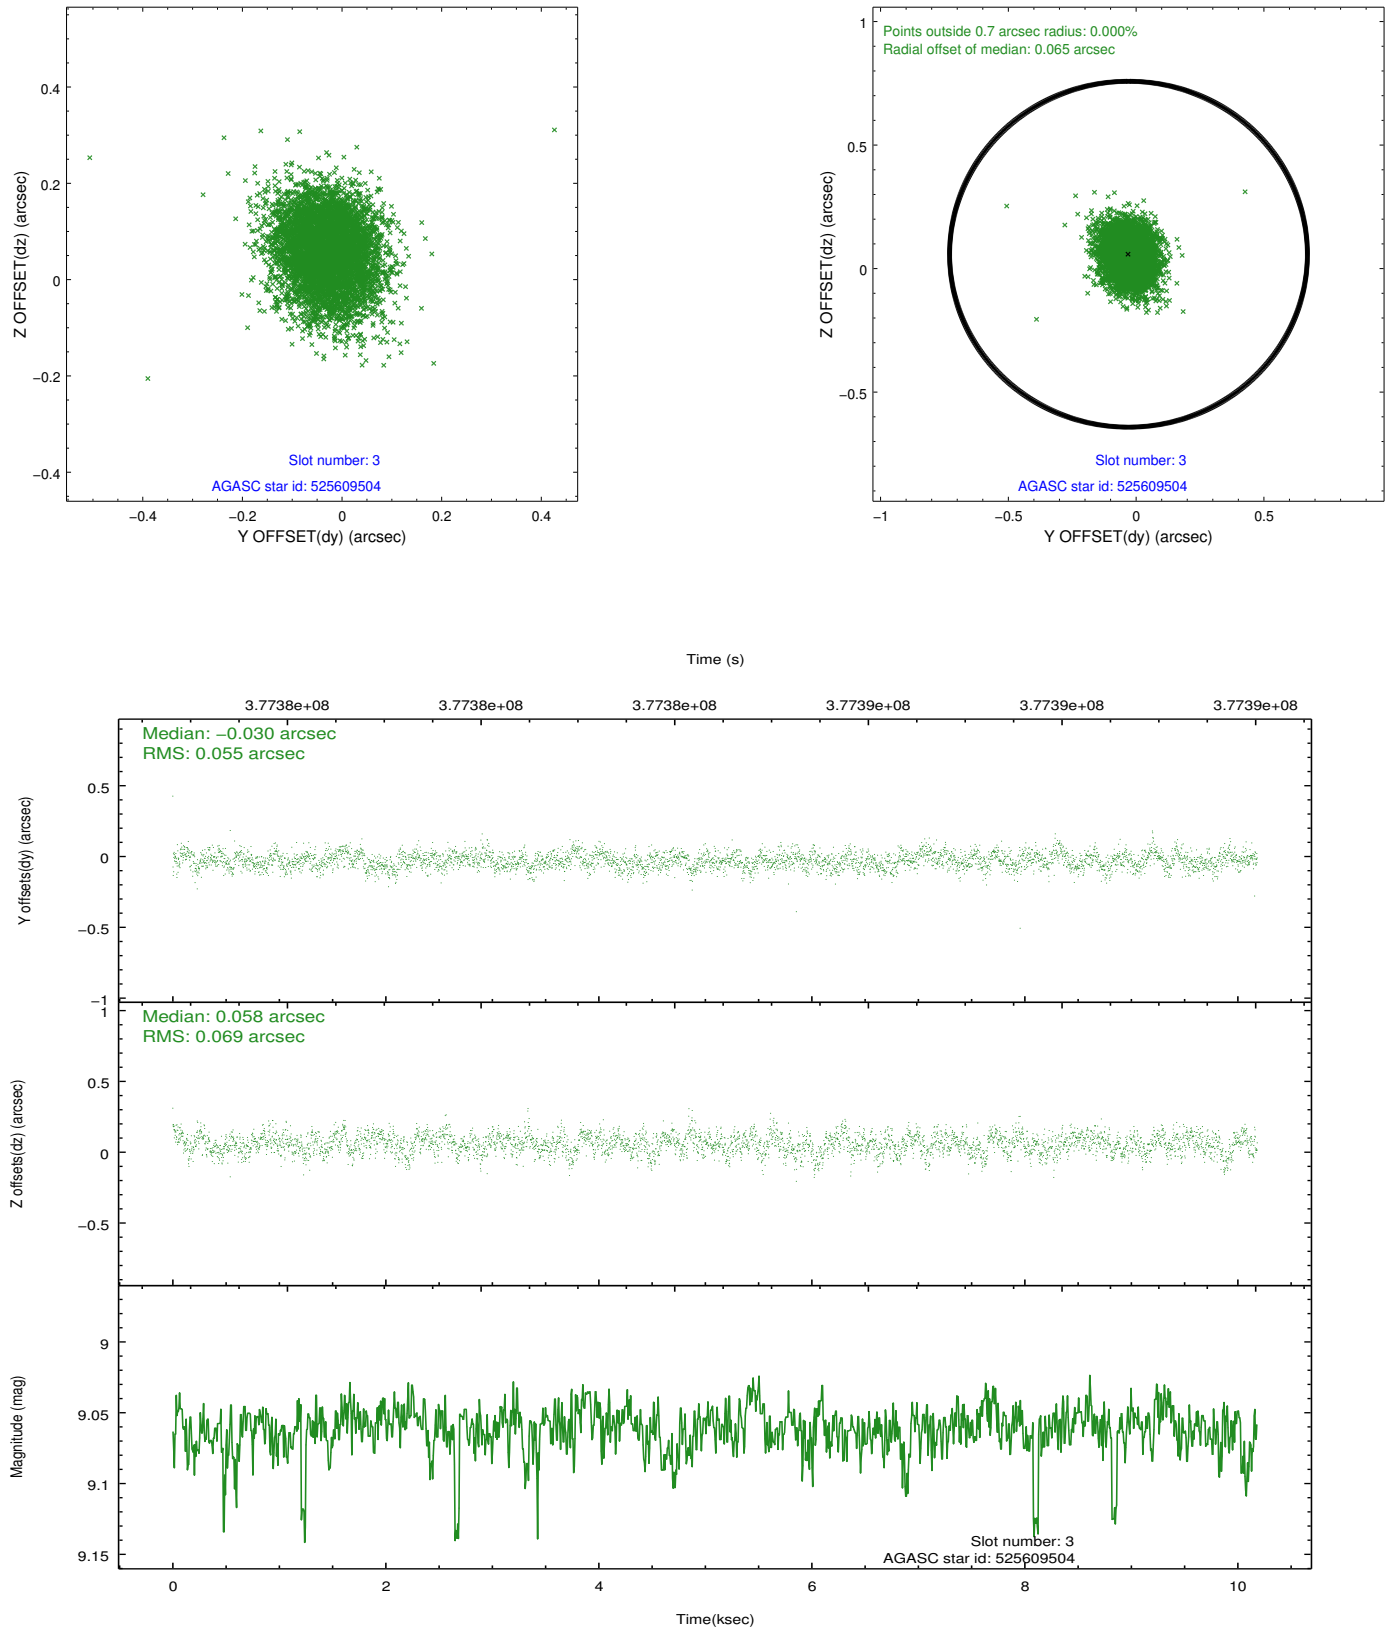 0.4
0.2
0
−0.2
−0.4
Z OFFSET(dz) (arcsec)
Slot number: 3
AGASC star id: 525609504
−0.4 −0.2 0 0.2 0.4
Y OFFSET(dy) (arcsec)
Points outside 0.7 arcsec radius: 0.000%
Radial offset of median: 0.065 arcsec
1
0.5
0
−0.5
Z OFFSET(dz) (arcsec)
Slot number: 3
AGASC star id: 525609504
−1 −0.5 0 0.5
Y OFFSET(dy) (arcsec)
Time (s)
3.7738e+08 3.7738e+08 3.7738e+08 3.7739e+08 3.7739e+08 3.7739e+08
Median: −0.030 arcsec
RMS: 0.055 arcsec
0.5
0
−0.5
−1
Y offsets(dy) (arcsec)
Median: 0.058 arcsec
RMS: 0.069 arcsec
1
0.5
0
−0.5
Z offsets(dz) (arcsec)
9
9.05
9.1
9.15
Magnitude (mag)
Slot number: 3
AGASC star id: 525609504
0 2 4 6 8 10
Time(ksec)